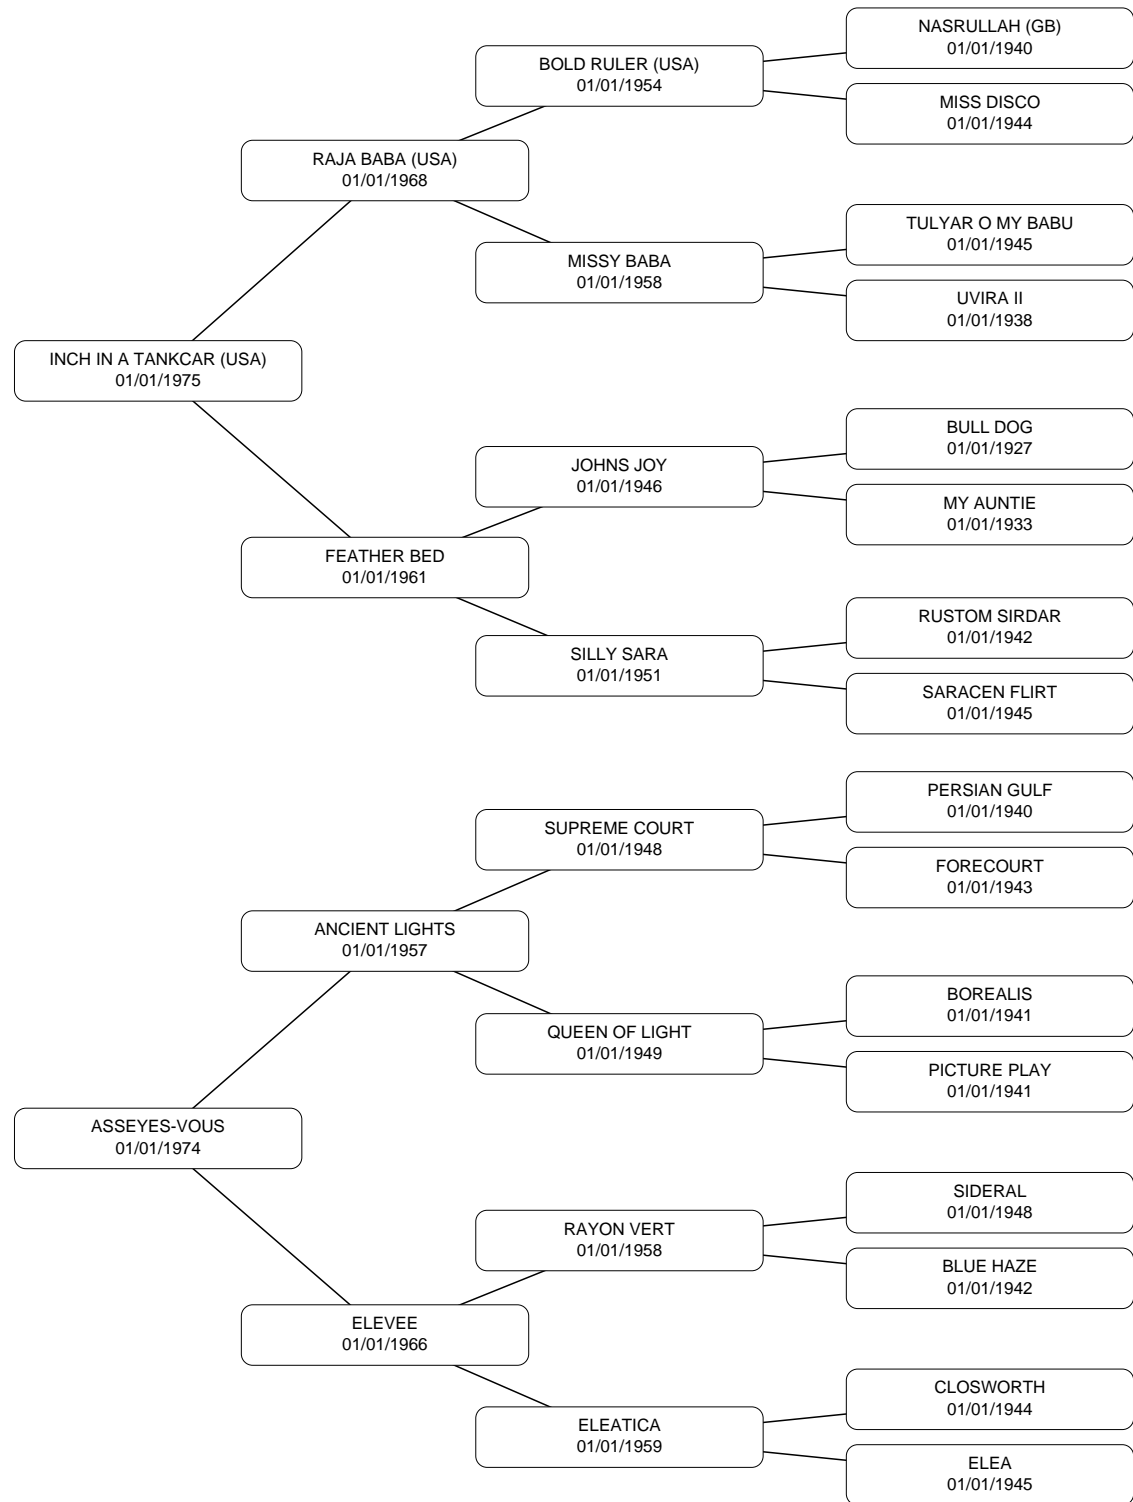 NASRULLAH (GB)
01/01/1940
BOLD RULER (USA)
01/01/1954
MISS DISCO
01/01/1944
RAJA BABA (USA)
01/01/1968
TULYAR O MY BABU
01/01/1945
MISSY BABA
01/01/1958
UVIRA II
01/01/1938
INCH IN A TANKCAR (USA)
01/01/1975
BULL DOG
01/01/1927
JOHNS JOY
01/01/1946
MY AUNTIE
01/01/1933
FEATHER BED
01/01/1961
RUSTOM SIRDAR
01/01/1942
SILLY SARA
01/01/1951
SARACEN FLIRT
01/01/1945
PERSIAN GULF
01/01/1940
SUPREME COURT
01/01/1948
FORECOURT
01/01/1943
ANCIENT LIGHTS
01/01/1957
BOREALIS
01/01/1941
QUEEN OF LIGHT
01/01/1949
PICTURE PLAY
01/01/1941
ASSEYES-VOUS
01/01/1974
SIDERAL
01/01/1948
RAYON VERT
01/01/1958
BLUE HAZE
01/01/1942
ELEVEE
01/01/1966
CLOSWORTH
01/01/1944
ELEATICA
01/01/1959
ELEA
01/01/1945